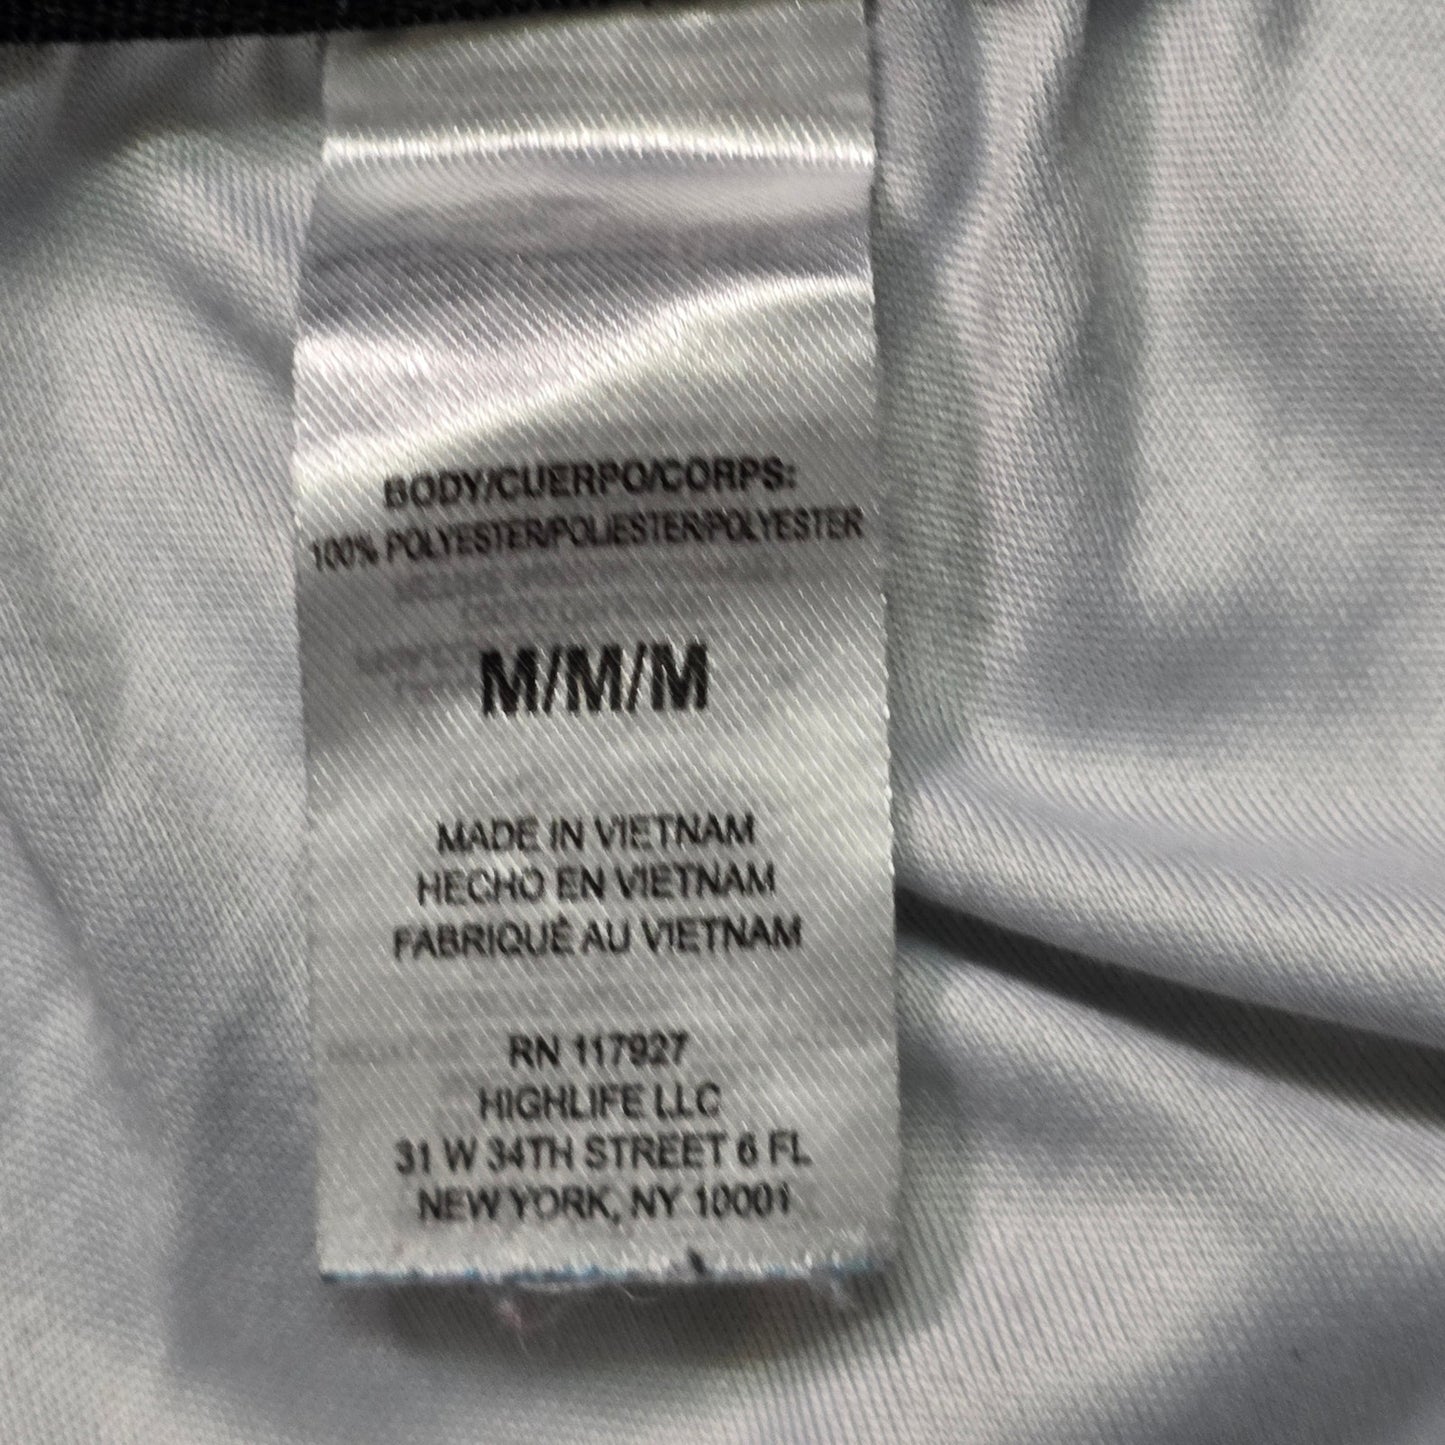 BODY/CUERPO/CORPS:
100% POLYESTER/POLIESTER/POLYESTER
M/M/M
MADE IN VIETNAM
HECHO EN VIETNAM
FABRIQUÉ AU VIETNAM
RN 117927
HIGHLIFE LLC
31 W 34TH STREET 6 FL
NEW YORK, NY 10001